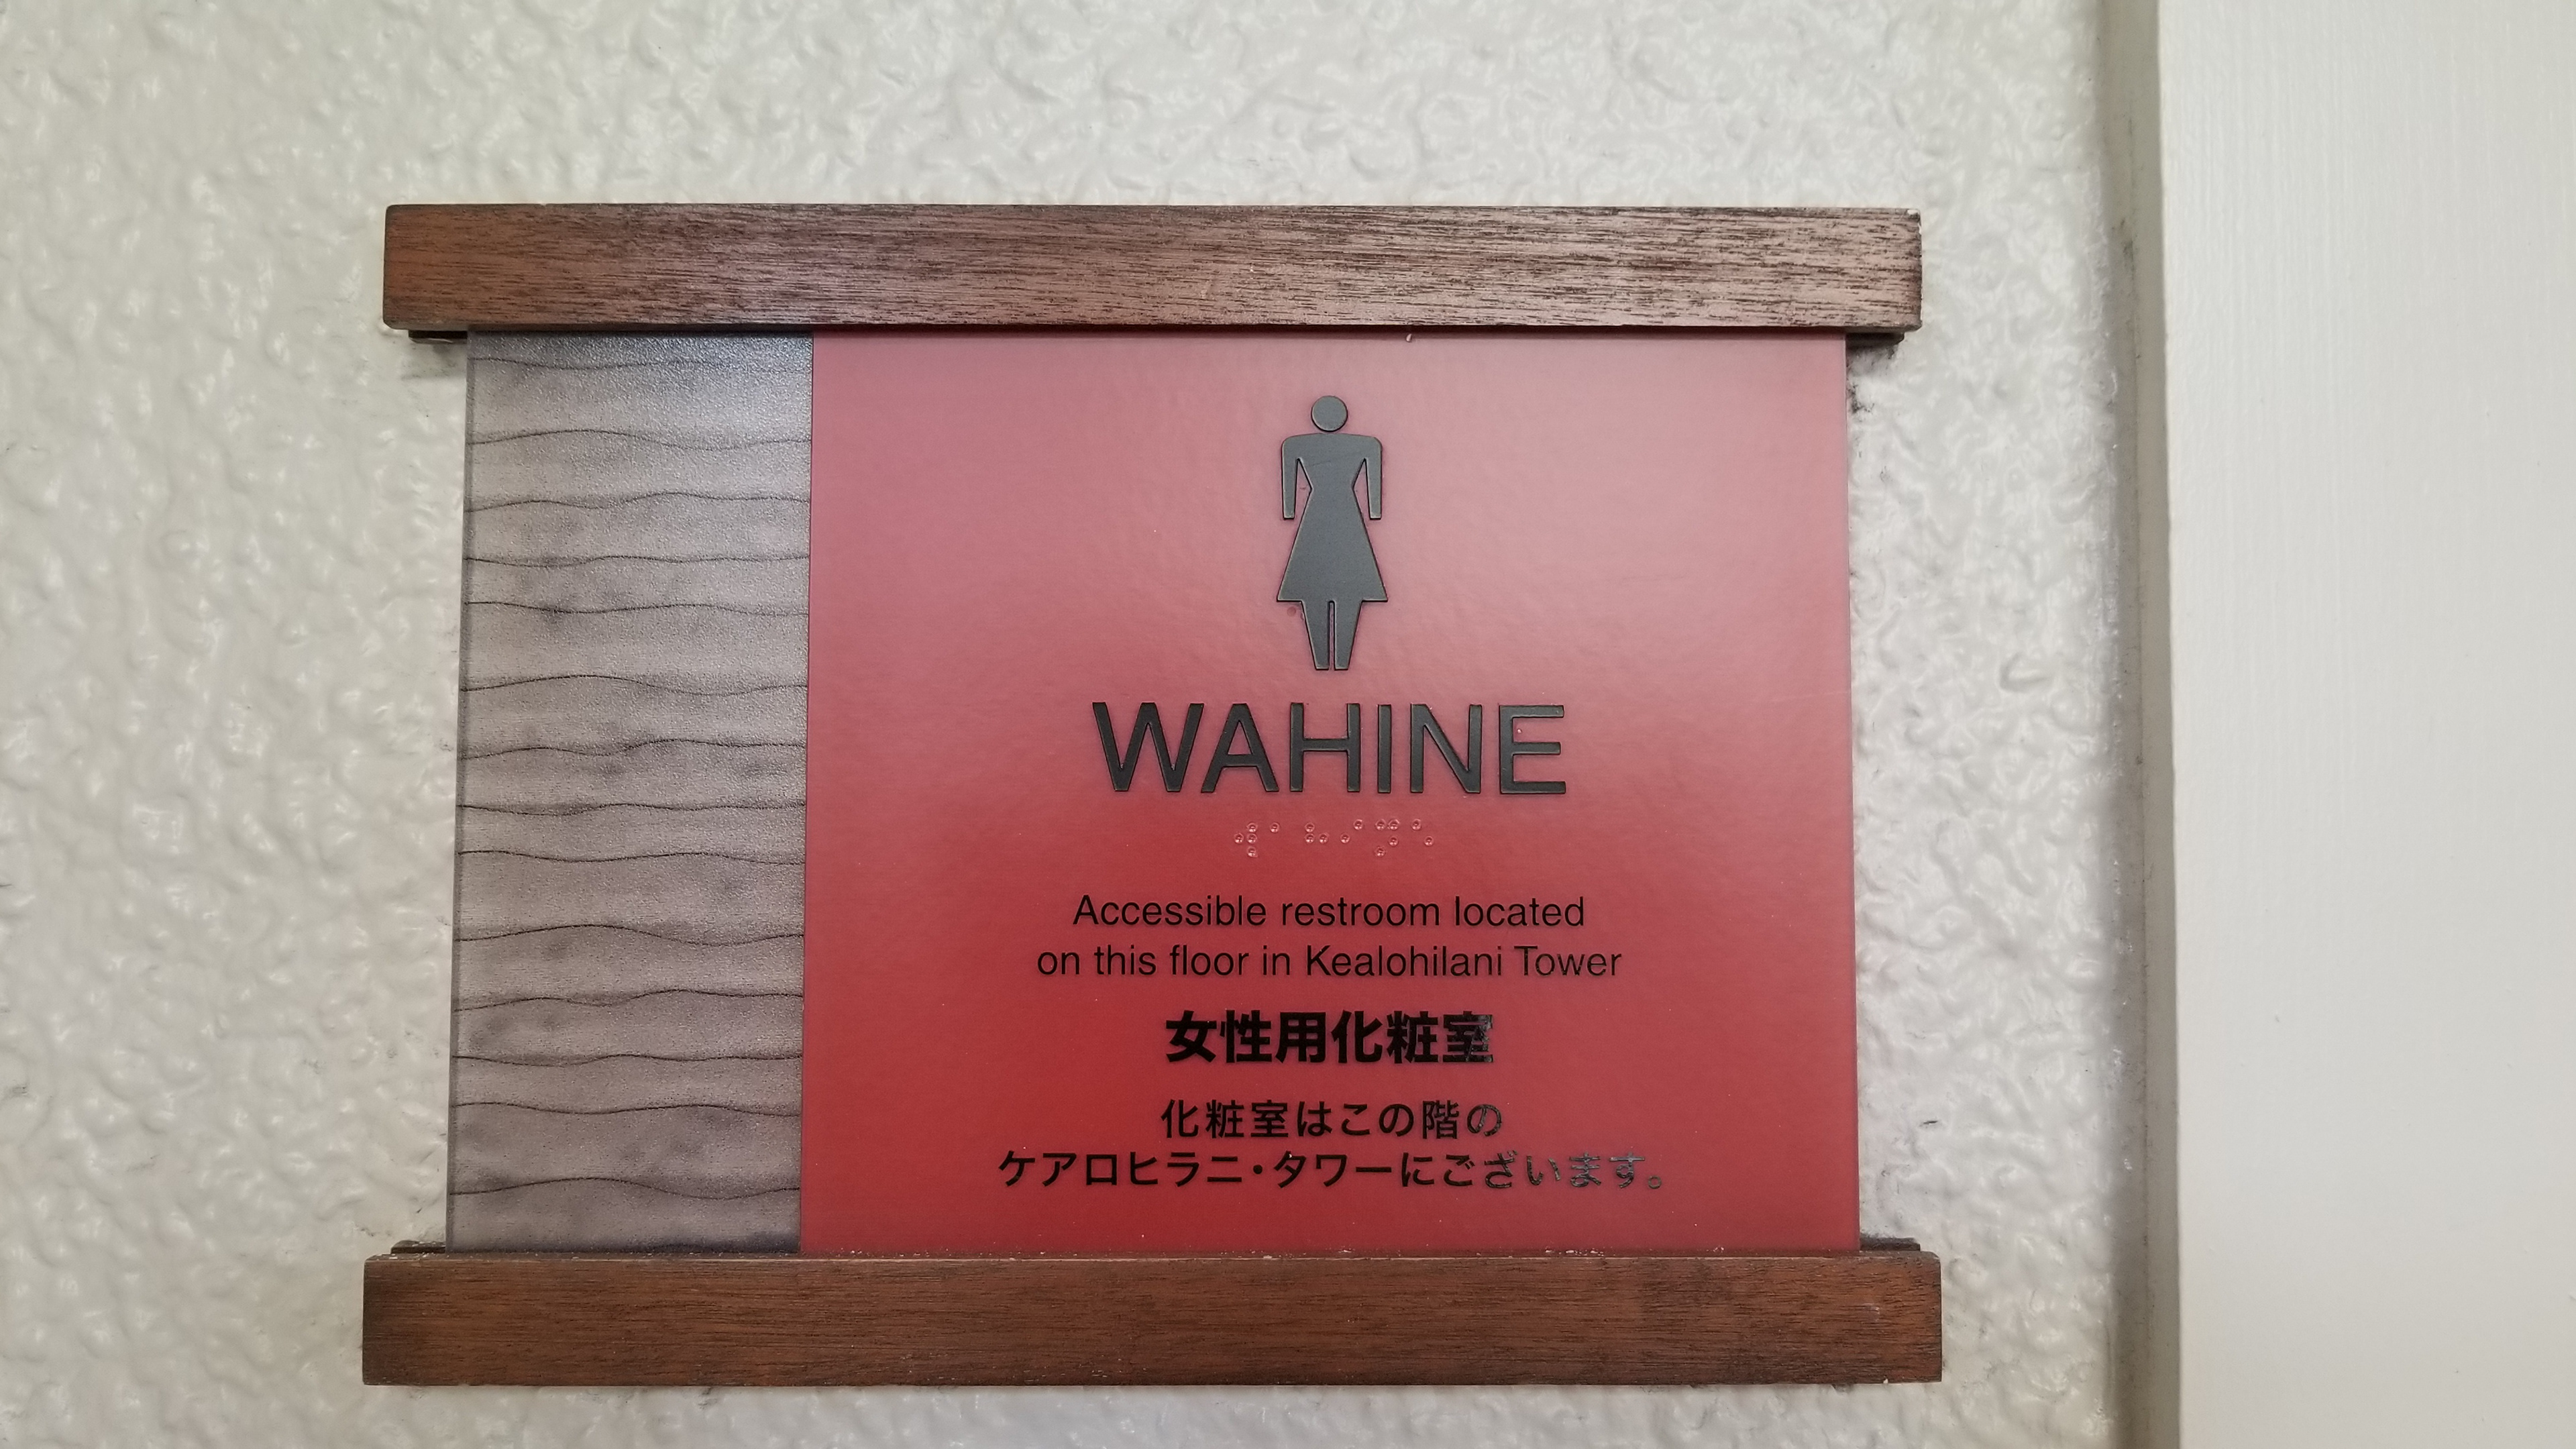 WAHINE
Accessible restroom located
on this floor in Kealohilani Tower
女性用化粧室
化粧室はこの階の
ケアロヒラニ・タワーにございます。